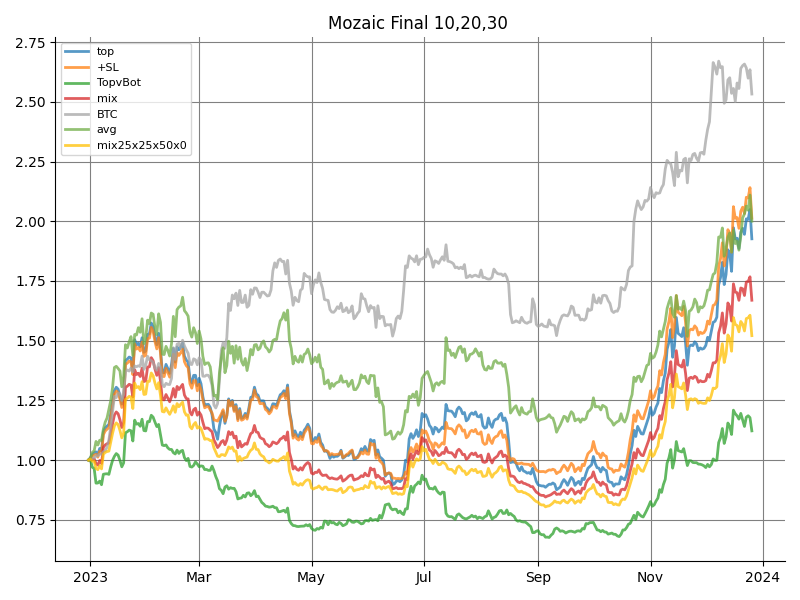 Mozaic Final 10,20,30
top
+SL
TopvBot
mix
BTC
avg
mix25x25x50x0
2.75
2.50
2.25
2.00
1.75
1.50
1.25
1.00
0.75
2023 Mar May Jul Sep Nov 2024